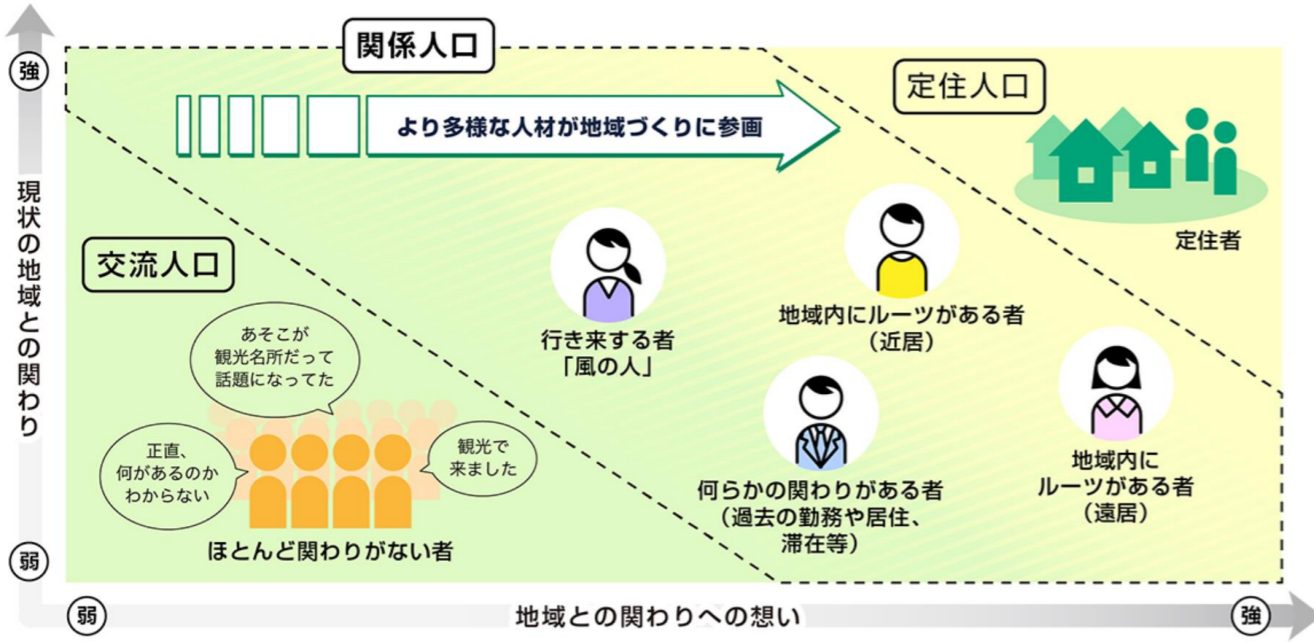 関係人口
強
定住人口
より多様な人材が地域づくりに参画
現状の地域との関わり
定住者
交流人口
あそこが
観光名所だって
話題になってた
行き来する者
「風の人」
地域内にルーツがある者
（近居）
正直、
何があるのか
わからない
観光で
来ました
地域内に
ルーツがある者
（遠居）
何らかの関わりがある者
（過去の勤務や居住、
滞在等）
ほとんど関わりがない者
弱
弱
地域との関わりへの想い
強